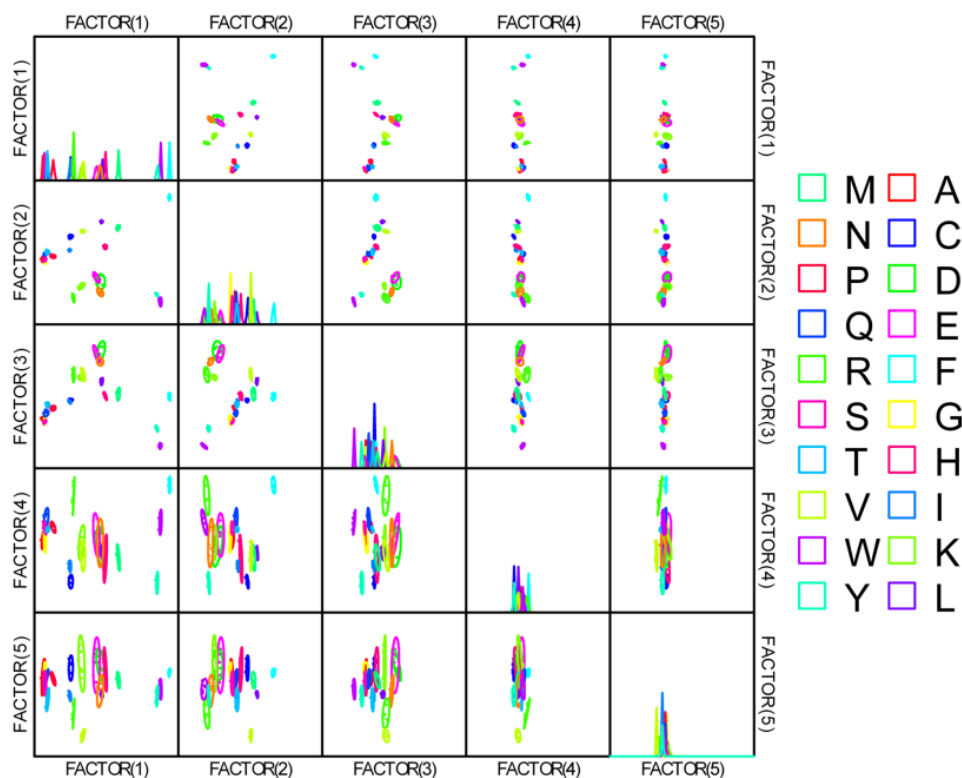 FACTOR(1) FACTOR(2) FACTOR(3) FACTOR(4) FACTOR(5)
FACTOR(1)
FACTOR(1)
FACTOR(2)
FACTOR(2)
FACTOR(3)
FACTOR(3)
FACTOR(4)
FACTOR(4)
FACTOR(5)
FACTOR(5)
FACTOR(1) FACTOR(2) FACTOR(3) FACTOR(4) FACTOR(5)
M A
N C
P D
Q E
R F
S G
T H
V I
W K
Y L